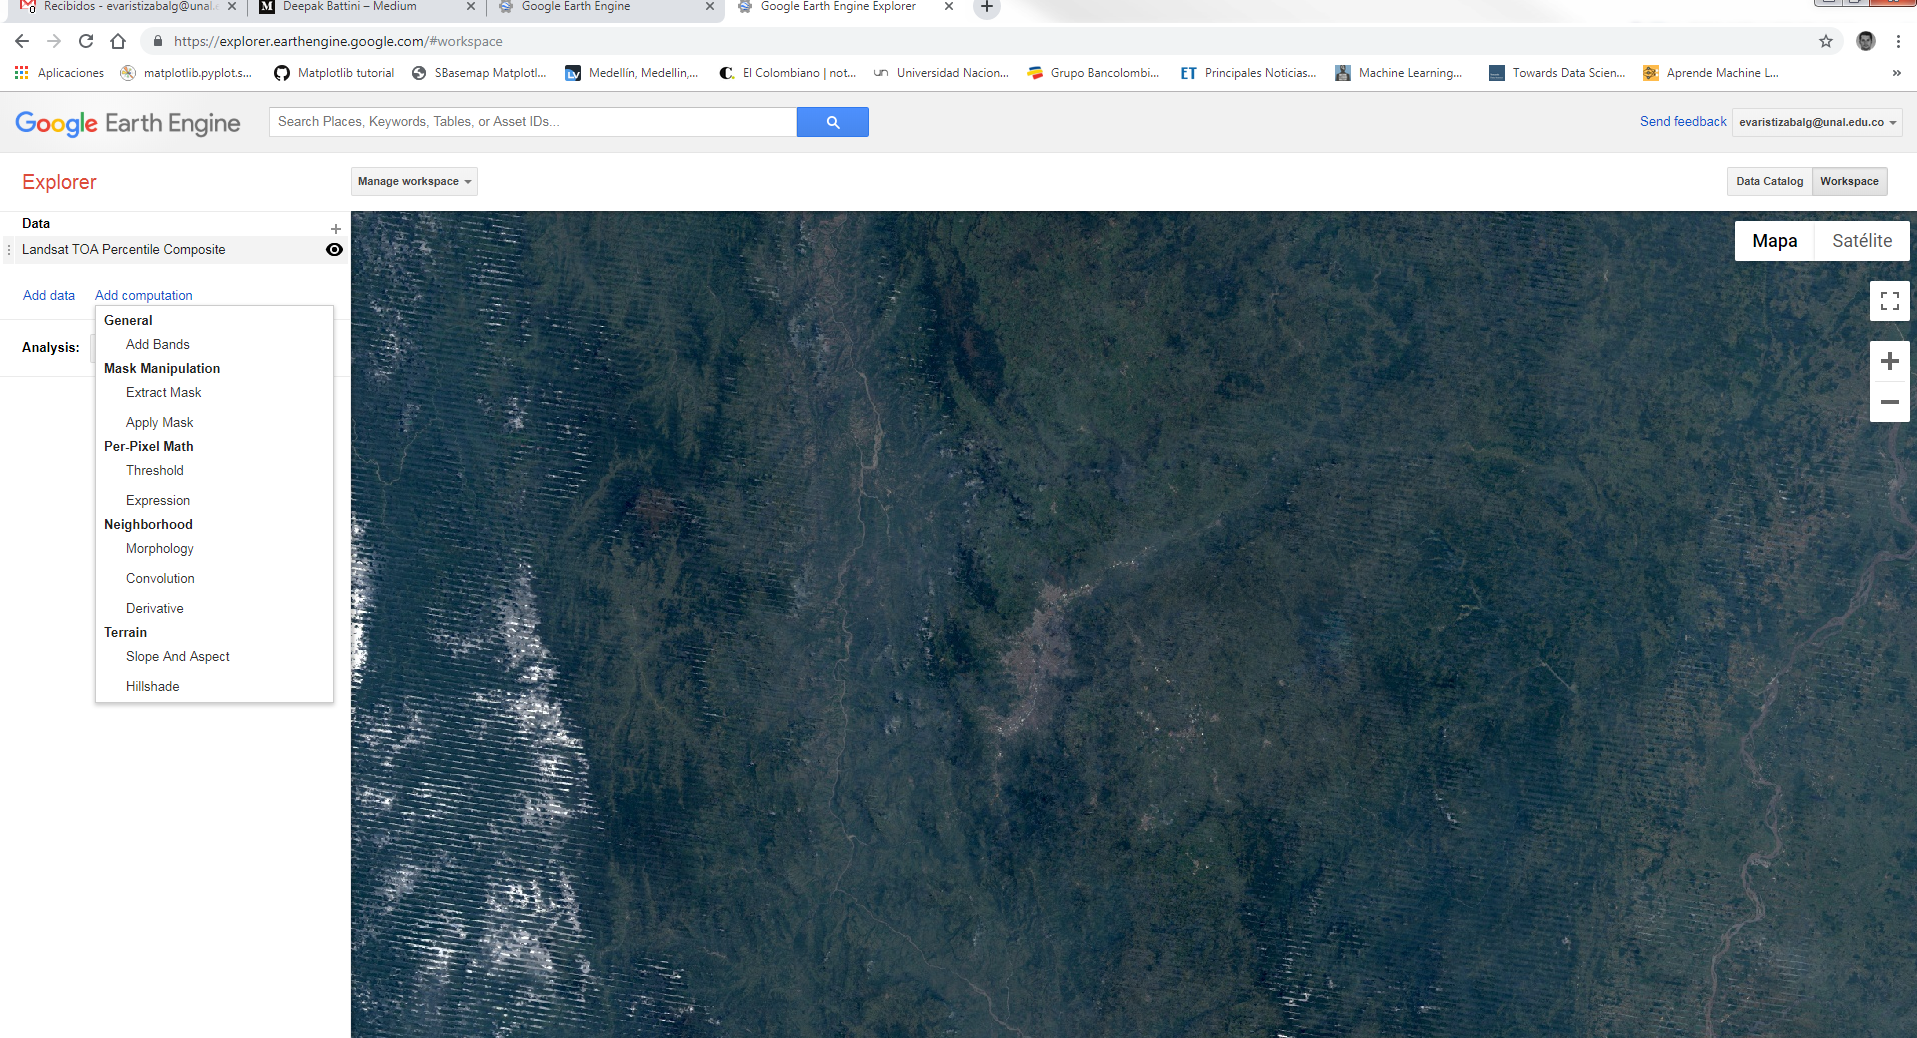 Recibidos - evaristizabalg@unal.
Deepak Battini – Medium
Google Earth Engine
Google Earth Engine Explorer
https://explorer.earthengine.google.com/#workspace
Aplicaciones
matplotlib.pyplot.s...
Matplotlib tutorial
SBasemap Matplotl...
Medellín, Medellin,...
El Colombiano | not...
Universidad Nacion...
Grupo Bancolombi...
ET Principales Noticias...
Machine Learning...
Towards Data Scien...
Aprende Machine L...
»
Google Earth Engine
Search Places, Keywords, Tables, or Asset IDs...
Send feedback
evaristizabalg@unal.edu.co
Explorer
Manage workspace
Data Catalog
Workspace
Data
Landsat TOA Percentile Composite
Add data
Add computation
Analysis:
General
Add Bands
Mask Manipulation
Extract Mask
Apply Mask
Per-Pixel Math
Threshold
Expression
Neighborhood
Morphology
Convolution
Derivative
Terrain
Slope And Aspect
Hillshade
Mapa
Satélite